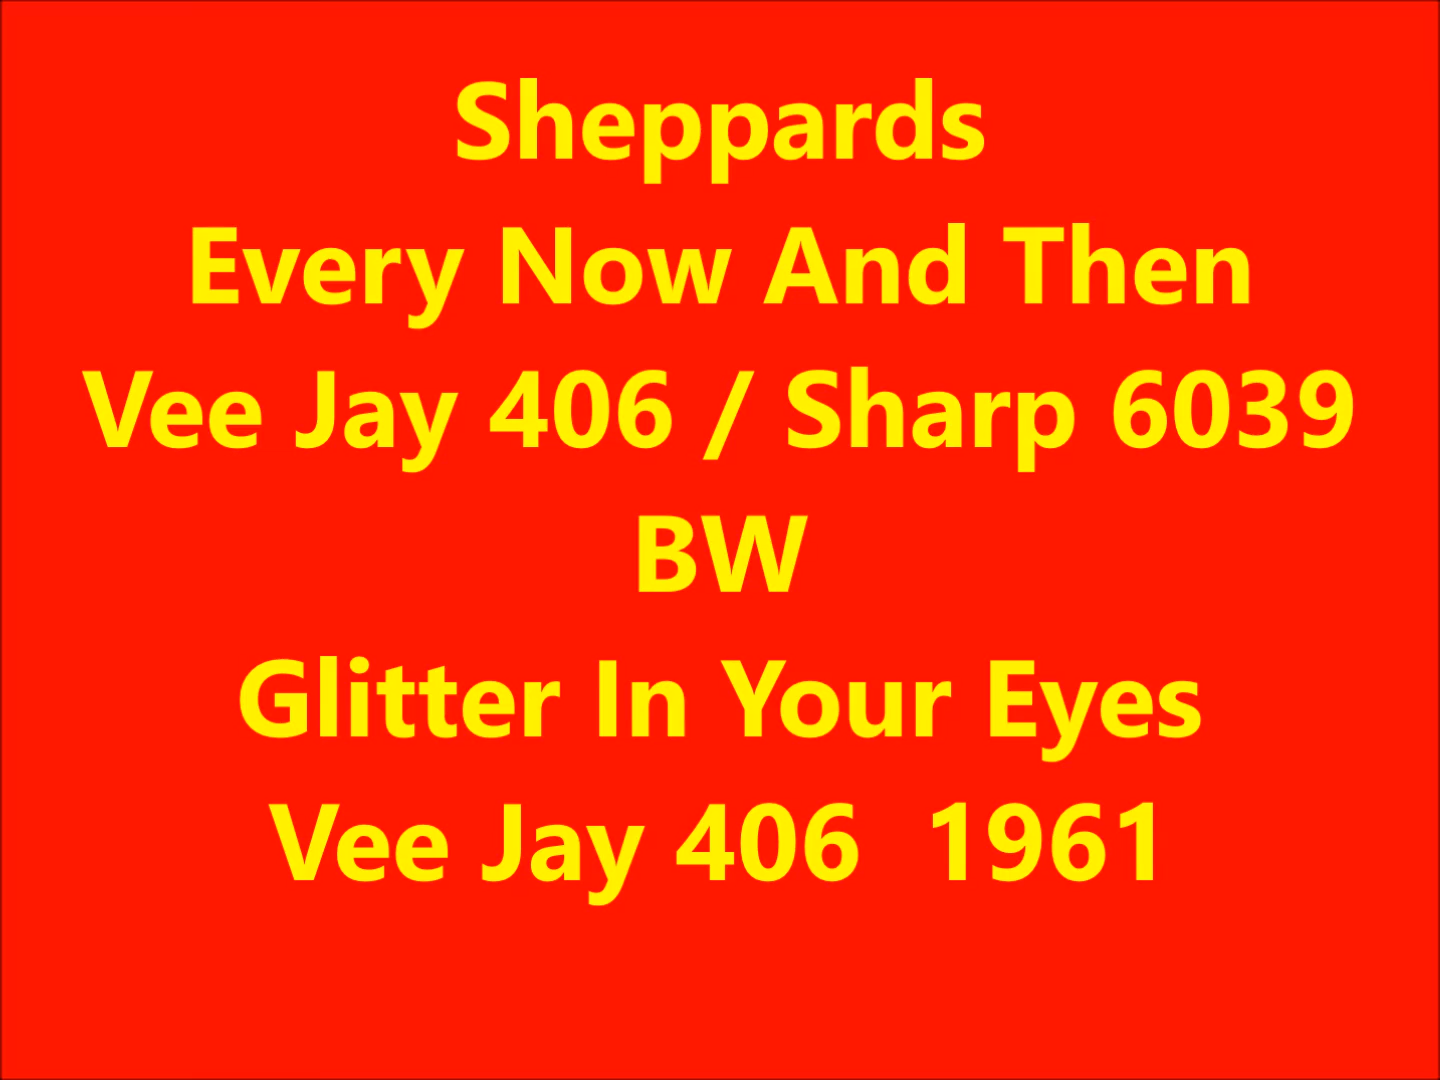 Sheppards
Every Now And Then
Vee Jay 406 / Sharp 6039
BW
Glitter In Your Eyes
Vee Jay 406  1961